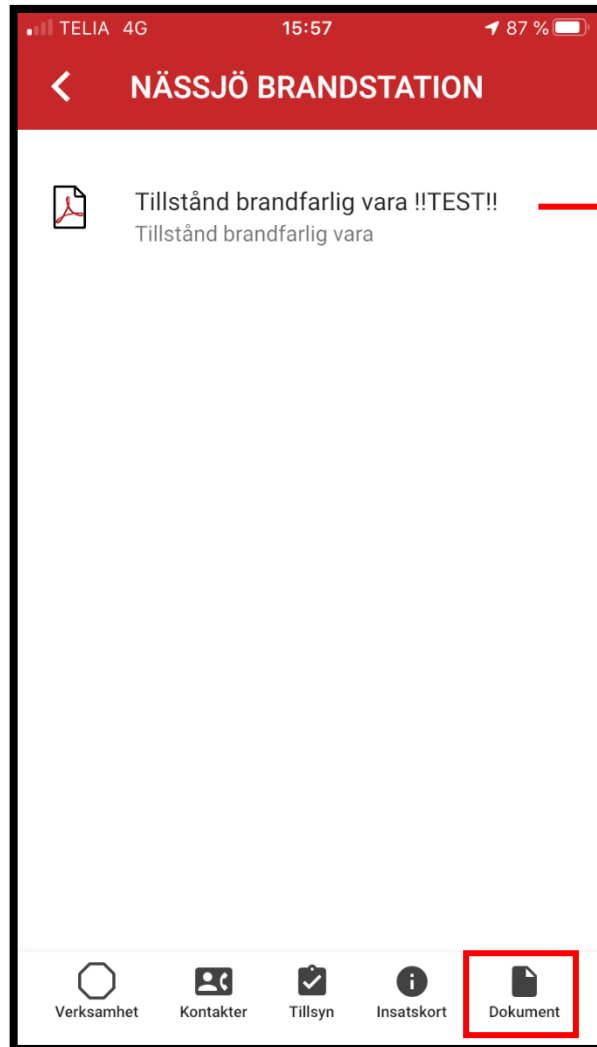 TELIA 4G 15:57 87 %
NÄSSJÖ BRANDSTATION
Tillstånd brandfarlig vara !!TEST!!
Tillstånd brandfarlig vara
Verksamhet Kontakter Tillsyn Insatskort Dokument